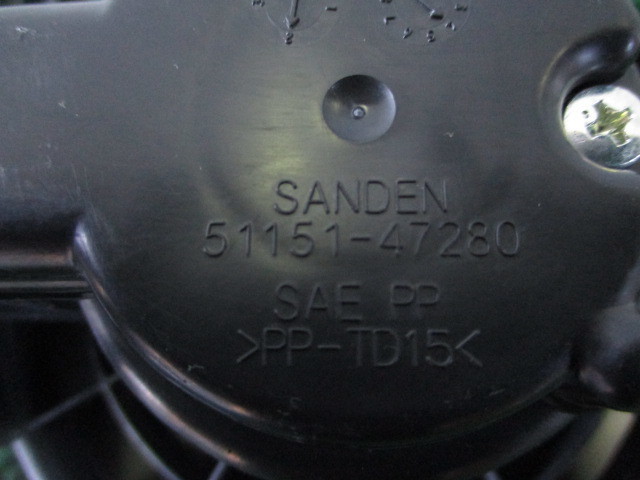 SANDEN
51151-47280
SAE PP
>PP-TD15<